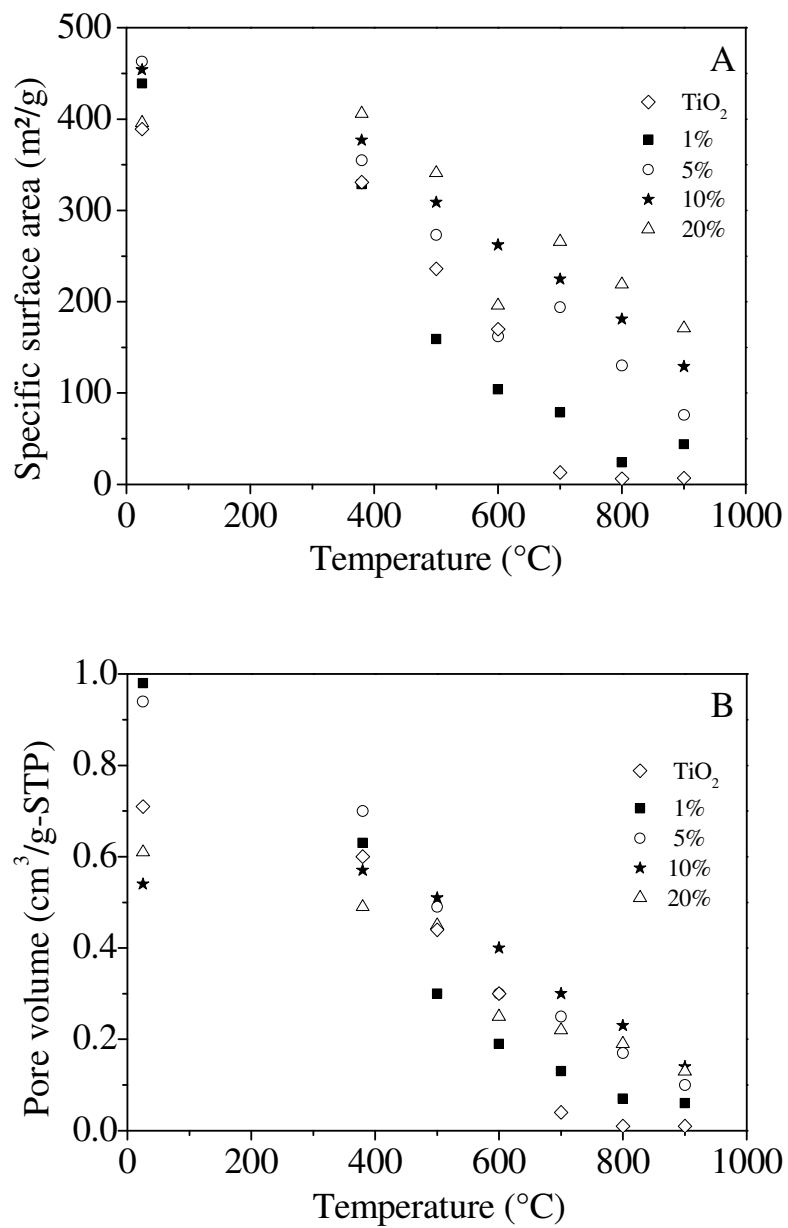 500
A
400
300
200
100
0
Specific surface area (m²/g)
TiO₂
1%
5%
10%
20%
0 200 400 600 800 1000
Temperature (°C)
1.0
B
0.8
0.6
0.4
0.2
0.0
Pore volume (cm³/g-STP)
TiO₂
1%
5%
10%
20%
0 200 400 600 800 1000
Temperature (°C)